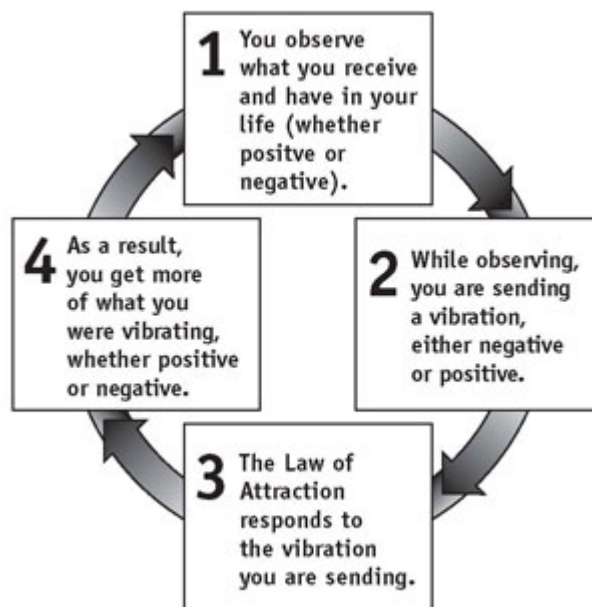 1 You observe
what you receive
and have in your
life (whether
positve or
negative).
2 While observing,
you are sending
a vibration,
either negative
or positive.
3 The Law of
Attraction
responds to
the vibration
you are sending.
4 As a result,
you get more
of what you
were vibrating,
whether positive
or negative.